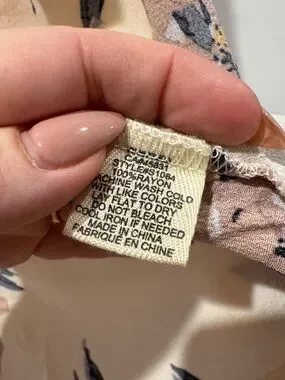 STYLE#S1084
100%RAYON
MACHINE WASH COLD
WITH LIKE COLORS
LAY FLAT TO DRY
DO NOT BLEACH
COOL IRON IF NEEDED
MADE IN CHINA
FABRIQUÉ EN CHINE